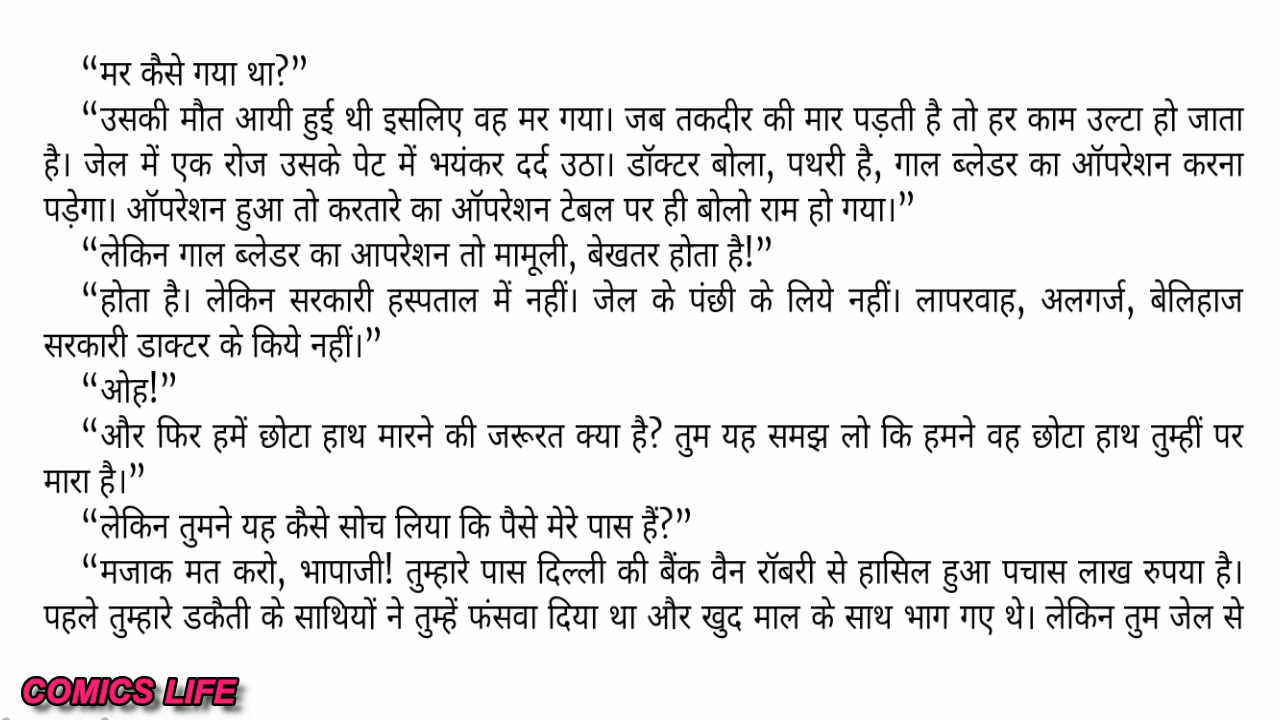 “मर कैसे गया था?”
“उसकी मौत आयी हुई थी इसलिए वह मर गया। जब तकदीर की मार पड़ती है तो हर काम उल्टा हो जाता
है। जेल में एक रोज उसके पेट में भयंकर दर्द उठा। डॉक्टर बोला, पथरी है, गाल ब्लेडर का ऑपरेशन करना
पड़ेगा। ऑपरेशन हुआ तो करतारे का ऑपरेशन टेबल पर ही बोलो राम हो गया।”
“लेकिन गाल ब्लेडर का आपरेशन तो मामूली, बेखतर होता है!”
“होता है। लेकिन सरकारी हस्पताल में नहीं। जेल के पंछी के लिये नहीं। लापरवाह, अलगर्ज, बेलिहाज
सरकारी डाक्टर के किये नहीं।”
“ओह!”
“और फिर हमें छोटा हाथ मारने की जरूरत क्या है? तुम यह समझ लो कि हमने वह छोटा हाथ तुम्हीं पर
मारा है।”
“लेकिन तुमने यह कैसे सोच लिया कि पैसे मेरे पास हैं?”
“मजाक मत करो, भापाजी! तुम्हारे पास दिल्ली की बैंक वैन रॉबरी से हासिल हुआ पचास लाख रुपया है।
पहले तुम्हारे डकैती के साथियों ने तुम्हें फंसवा दिया था और खुद माल के साथ भाग गए थे। लेकिन तुम जेल से
COMICS LIFE